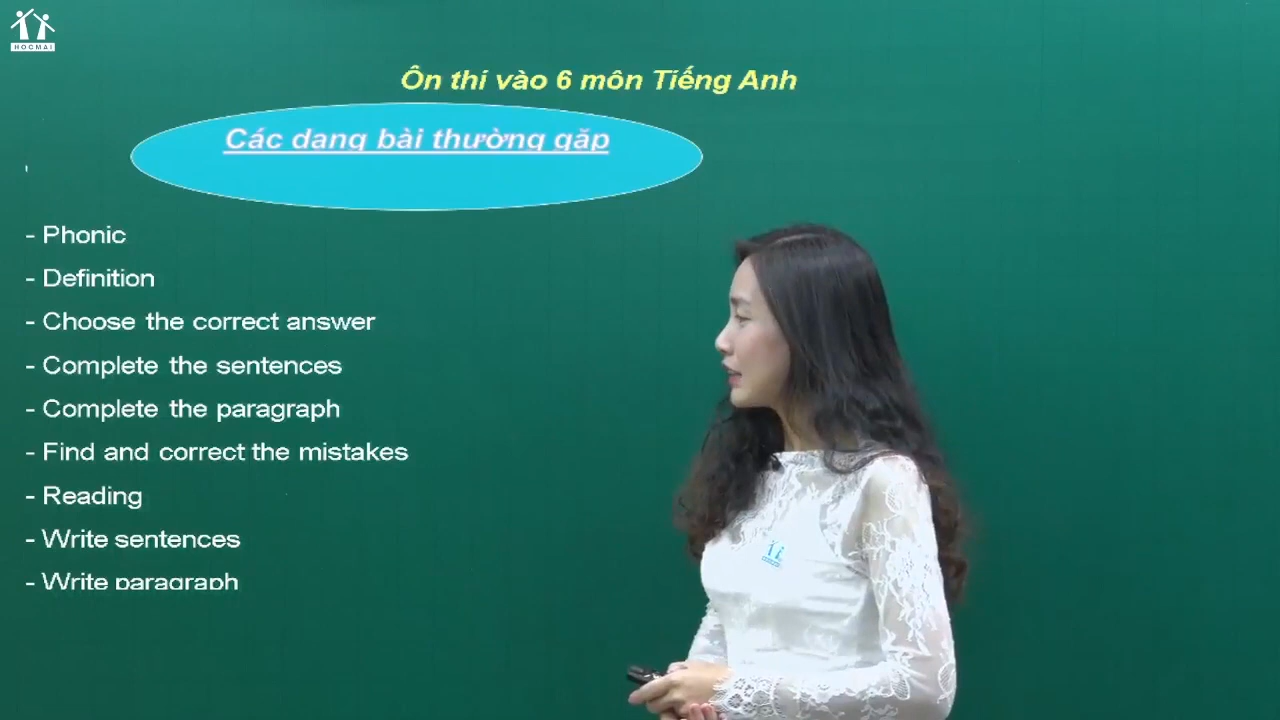 HOCMAI
Ôn thi vào 6 môn Tiếng Anh
Các dạng bài thường gặp
- Phonic
- Definition
- Choose the correct answer
- Complete the sentences
- Complete the paragraph
- Find and correct the mistakes
- Reading
- Write sentences
- Write paragraph